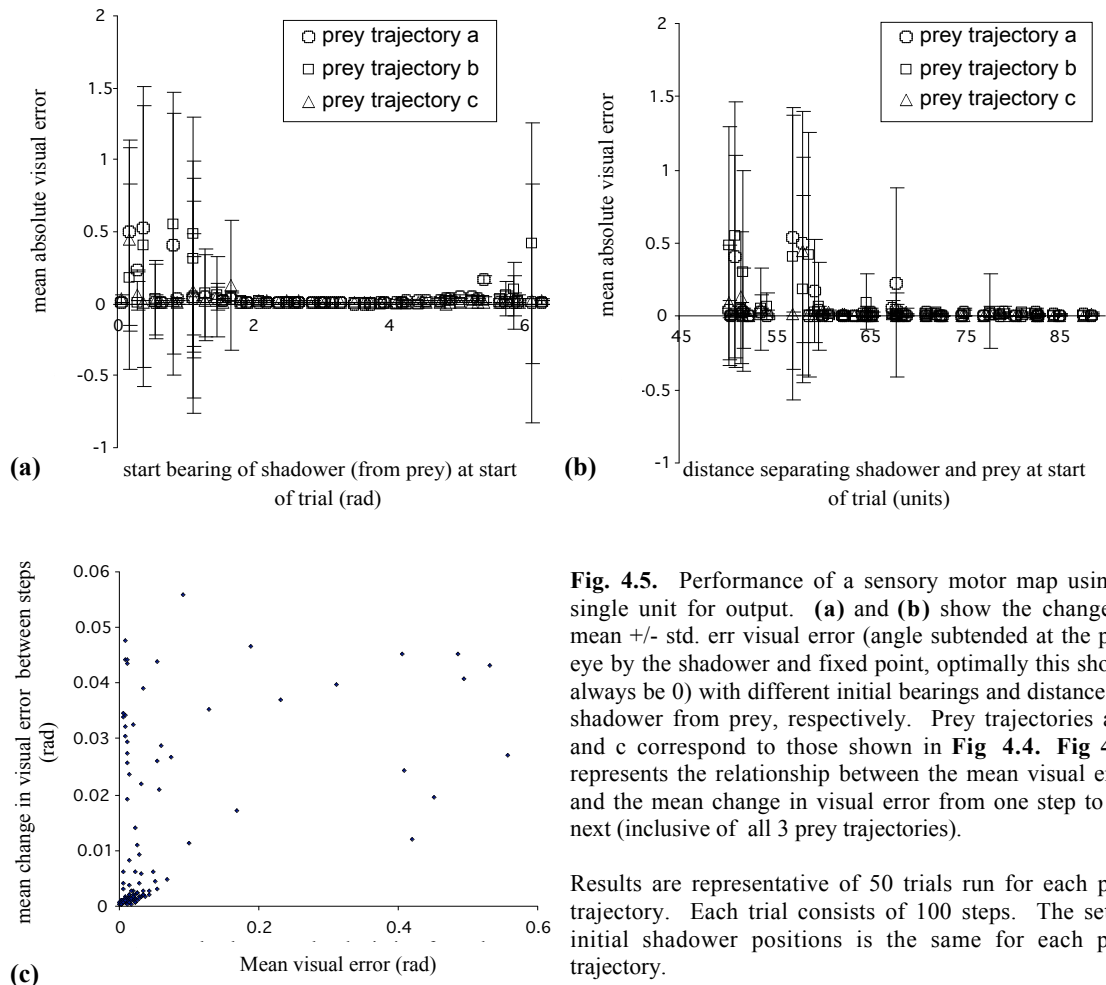 2
1.5
1
0.5
0
-0.5
-1
mean absolute visual error
prey trajectory a
prey trajectory b
prey trajectory c
0 2 4 6
(a)
start bearing of shadower (from prey) at start
of trial (rad)
2
1.5
1
0.5
0
-0.5
-1
mean absolute visual error
prey trajectory a
prey trajectory b
prey trajectory c
45 55 65 75 85
(b)
distance separating shadower and prey at start
of trial (units)
0.06
0.05
0.04
0.03
0.02
0.01
0
mean change in visual error between steps
(rad)
0 0.2 0.4 0.6
Mean visual error (rad)
(c)
Fig. 4.5. Performance of a sensory motor map usin
single unit for output. (a) and (b) show the change
mean +/- std. err visual error (angle subtended at the p
eye by the shadower and fixed point, optimally this sho
always be 0) with different initial bearings and distance
shadower from prey, respectively. Prey trajectories a
and c correspond to those shown in Fig 4.4. Fig 4
represents the relationship between the mean visual er
and the mean change in visual error from one step to
next (inclusive of all 3 prey trajectories).
Results are representative of 50 trials run for each p
trajectory. Each trial consists of 100 steps. The se
initial shadower positions is the same for each p
trajectory.